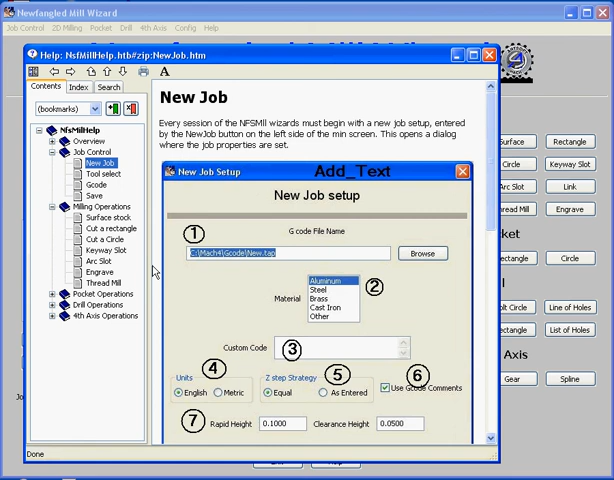 Newfangled Mill Wizard
Job Control 2D Milling Pocket Drill 4th Axis Config Help
Help: NsfMillHelp.htb#zip:NewJob.htm
Contents Index Search
(bookmarks)
NfsMilHelp
Overview
Job Control
New Job
Tool select
Gcode
Save
Milling Operations
Surface stock
Cut a rectangle
Cut a Circle
Keyway Slot
Arc Slot
Engrave
Thread Mill
Pocket Operations
Drill Operations
4th Axis Operations
New Job
Every session of the NFSMll wizards must begin with a new job setup, entered
by the NewJob button on the left side of the min screen. This opens a dialog
where the job properties are set.
New Job Setup Add_Text
New Job setup
1 G code File Name
C:\Mach4\Gcode\New.tap Browse
Material
Aluminum
Steel
Brass
Cast Iron
Other
2
Custom Code 3
4 5 6
Units Z step Strategy
English Metric Equal As Entered Use Gcode Comments
7 Rapid Height 0.1000 Clearance Height 0.0500
Done
Surface Rectangle
Circle Keyway Slot
Arc Slot Link
Thread Mill Engrave
Rectangle Circle
Bolt Circle Line of Holes
Rectangle List of Holes
Axis
Gear Spline